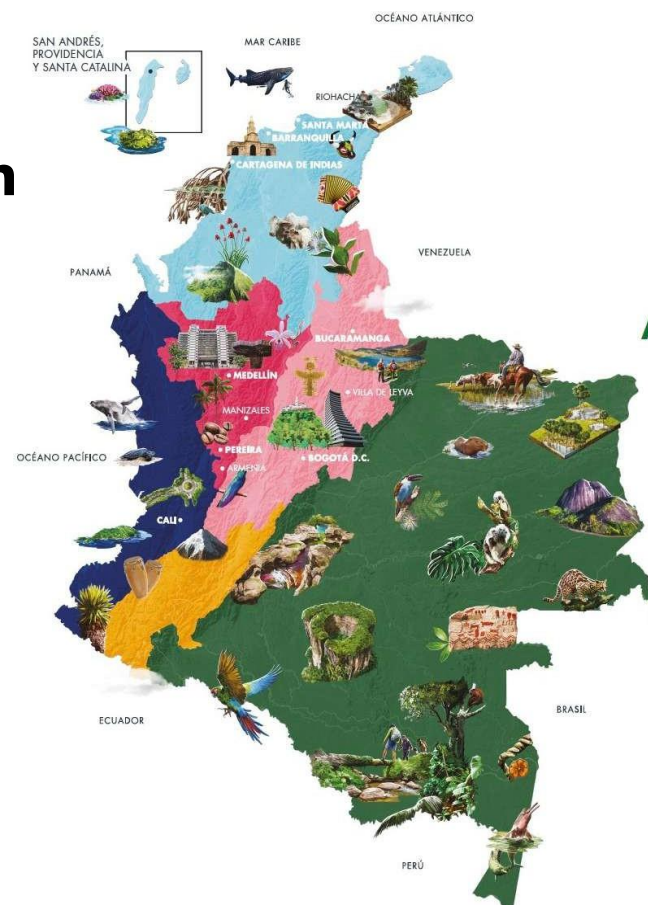 OCÉANO ATLÁNTICO
SAN ANDRÉS,
PROVIDENCIA
Y SANTA CATALINA
MAR CARIBE
RIOHACHA
SANTA MARTA
BARRANQUILLA
CARTAGENA DE INDIAS
n
VENEZUELA
PANAMÁ
BUCARAMANGA
MEDELLÍN
VILLA DE LEYVA
MANIZALES
PEREIRA
OCÉANO PACÍFICO
BOGOTÁ D.C.
ARMENIA
CALI
BRASIL
ECUADOR
PERÚ